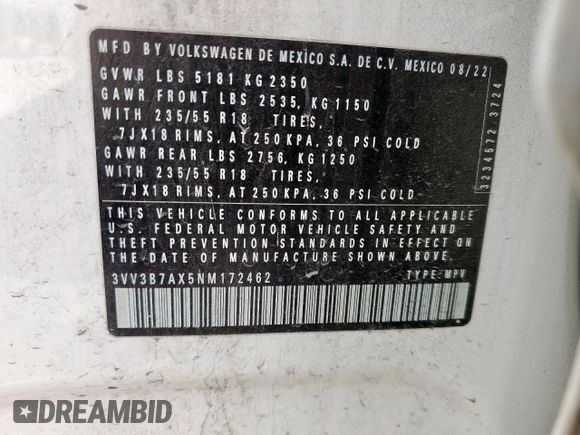 MFD BY VOLKSWAGEN DE MEXICO S.A. DE C.V. MEXICO 08/22
GVWR LBS 5181 KG 2350
GAWR FRONT LBS 2535, KG 1150
WITH 235/55 R18 TIRES,
7JX18 RIMS, AT 250 KPA, 36 PSI COLD
GAWR REAR LBS 2756, KG 1250
WITH 235/55 R18 TIRES,
7JX18 RIMS, AT 250 KPA, 36 PSI COLD
THIS VEHICLE CONFORMS TO ALL APPLICABLE
U.S. FEDERAL MOTOR VEHICLE SAFETY AND
THEFT PREVENTION STANDARDS IN EFFECT ON
THE DATE OF MANUFACTURE SHOWN ABOVE.
3VV3B7AX5NM172462 TYPE: MPV
3234572 3724
DREAMBID